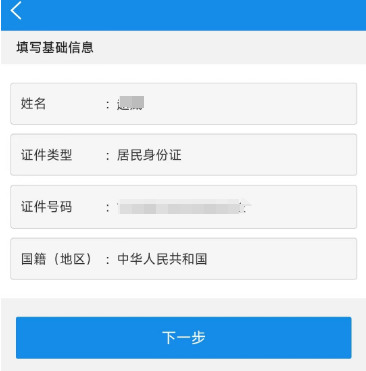 填写基础信息
姓名 :
证件类型 : 居民身份证
证件号码 :
国籍（地区） : 中华人民共和国
下一步